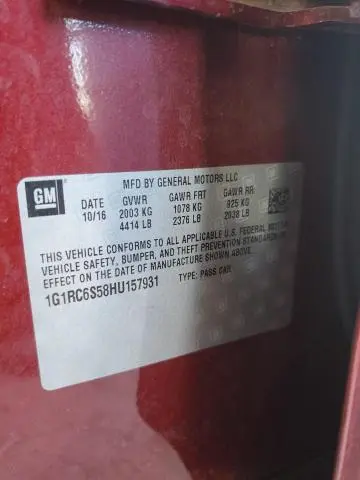 GM
MFD BY GENERAL MOTORS LLC
DATE GVWR GAWR FRT GAWR RR
10/16 2003 KG 1078 KG 925 KG
4414 LB 2376 LB 2038 LB
THIS VEHICLE CONFORMS TO ALL APPLICABLE U.S. FEDERAL MOTOR
VEHICLE SAFETY, BUMPER, AND THEFT PREVENTION STANDARDS IN
EFFECT ON THE DATE OF MANUFACTURE SHOWN ABOVE.
1G1RC6S58HU157931 TYPE: PASS CAR